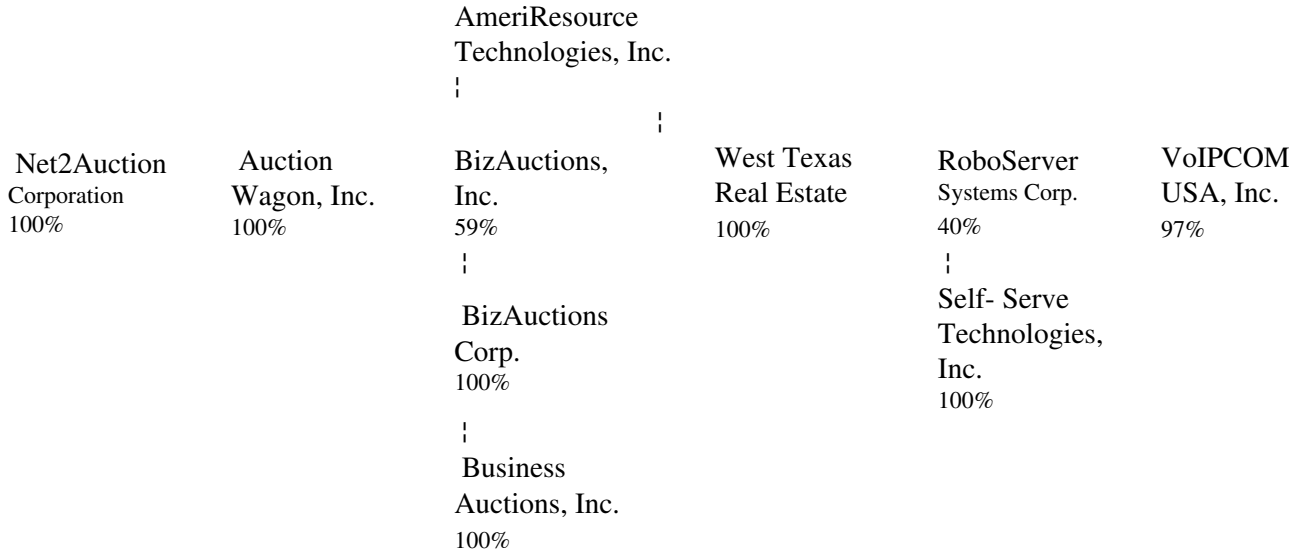 AmeriResource
Technologies, Inc.
¦
¦
Net2Auction
Corporation
100%
Auction
Wagon, Inc.
100%
BizAuctions,
Inc.
59%
West Texas
Real Estate
100%
RoboServer
Systems Corp.
40%
VoIPCOM
USA, Inc.
97%
¦
BizAuctions
Corp.
100%
¦
Self- Serve
Technologies,
Inc.
100%
¦
Business
Auctions, Inc.
100%